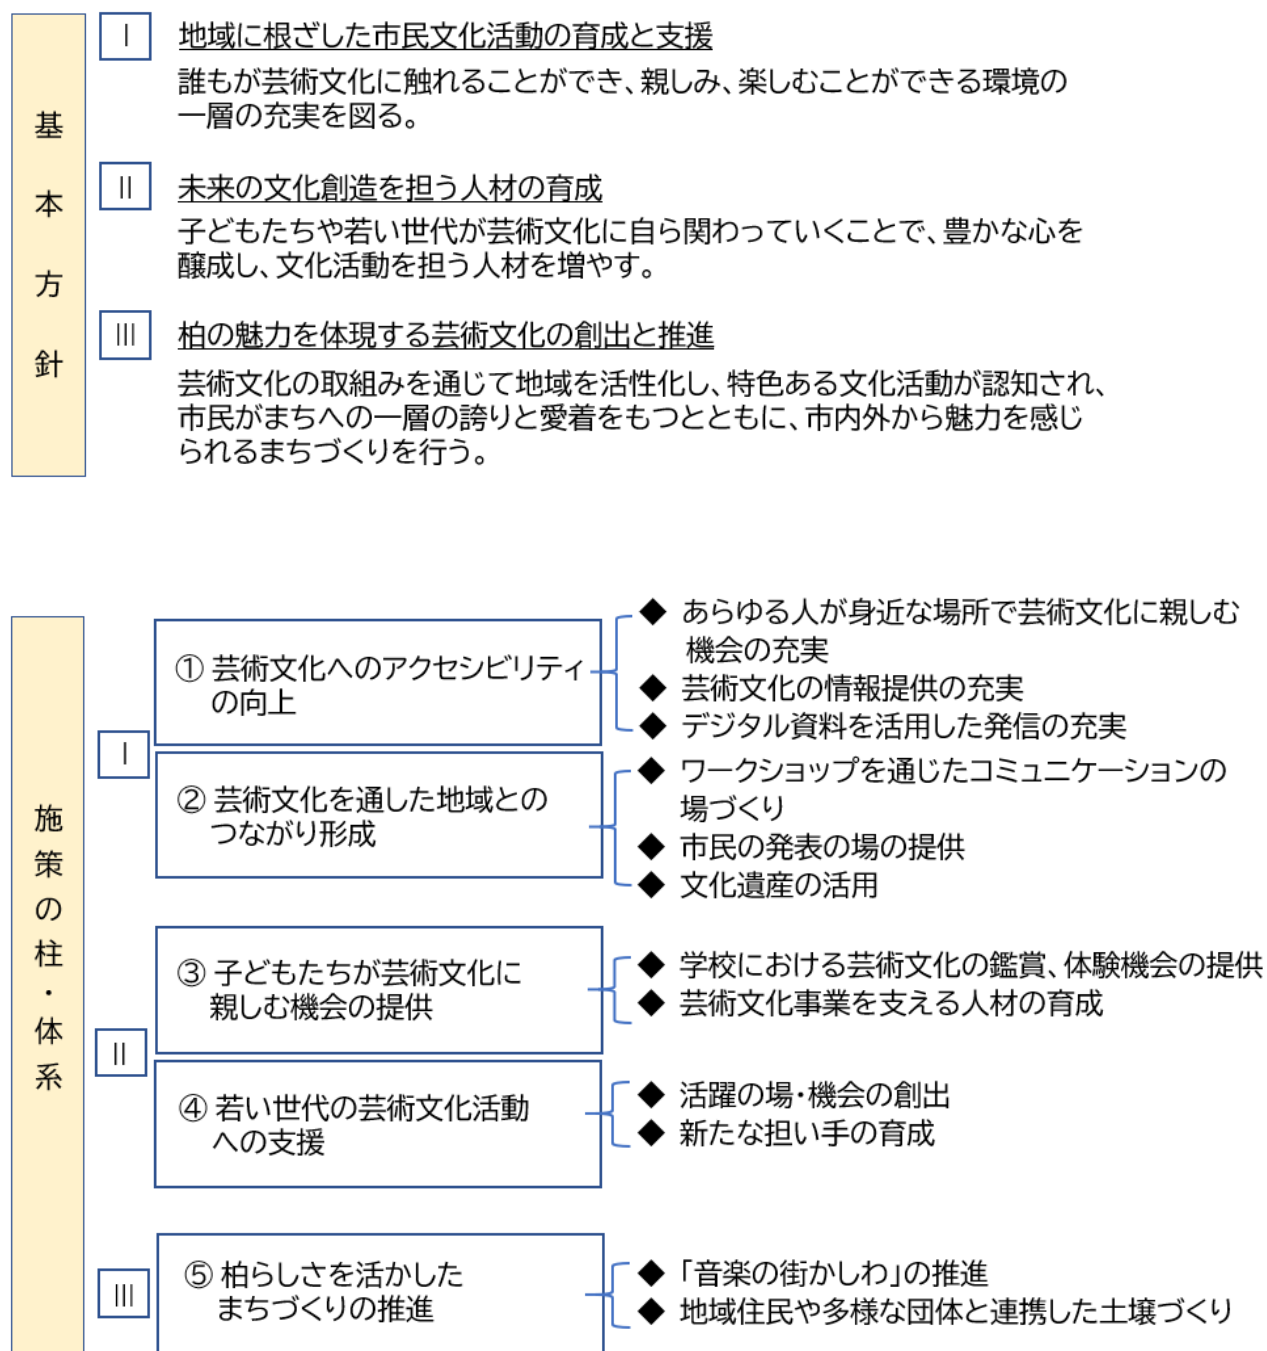 基本方針
Ⅰ
地域に根ざした市民文化活動の育成と支援
誰もが芸術文化に触れることができ、親しみ、楽しむことができる環境の
一層の充実を図る。
Ⅱ
未来の文化創造を担う人材の育成
子どもたちや若い世代が芸術文化に自ら関わっていくことで、豊かな心を
醸成し、文化活動を担う人材を増やす。
Ⅲ
柏の魅力を体現する芸術文化の創出と推進
芸術文化の取組みを通じて地域を活性化し、特色ある文化活動が認知され、
市民がまちへの一層の誇りと愛着をもつとともに、市内外から魅力を感じ
られるまちづくりを行う。
施策の柱・体系
Ⅰ
① 芸術文化へのアクセシビリティ
の向上
◆ あらゆる人が身近な場所で芸術文化に親しむ
機会の充実
◆ 芸術文化の情報提供の充実
◆ デジタル資料を活用した発信の充実
② 芸術文化を通した地域との
つながり形成
◆ ワークショップを通じたコミュニケーションの
場づくり
◆ 市民の発表の場の提供
◆ 文化遺産の活用
Ⅱ
③ 子どもたちが芸術文化に
親しむ機会の提供
◆ 学校における芸術文化の鑑賞、体験機会の提供
◆ 芸術文化事業を支える人材の育成
④ 若い世代の芸術文化活動
への支援
◆ 活躍の場・機会の創出
◆ 新たな担い手の育成
Ⅲ
⑤ 柏らしさを活かした
まちづくりの推進
◆ 「音楽の街かしわ」の推進
◆ 地域住民や多様な団体と連携した土壌づくり